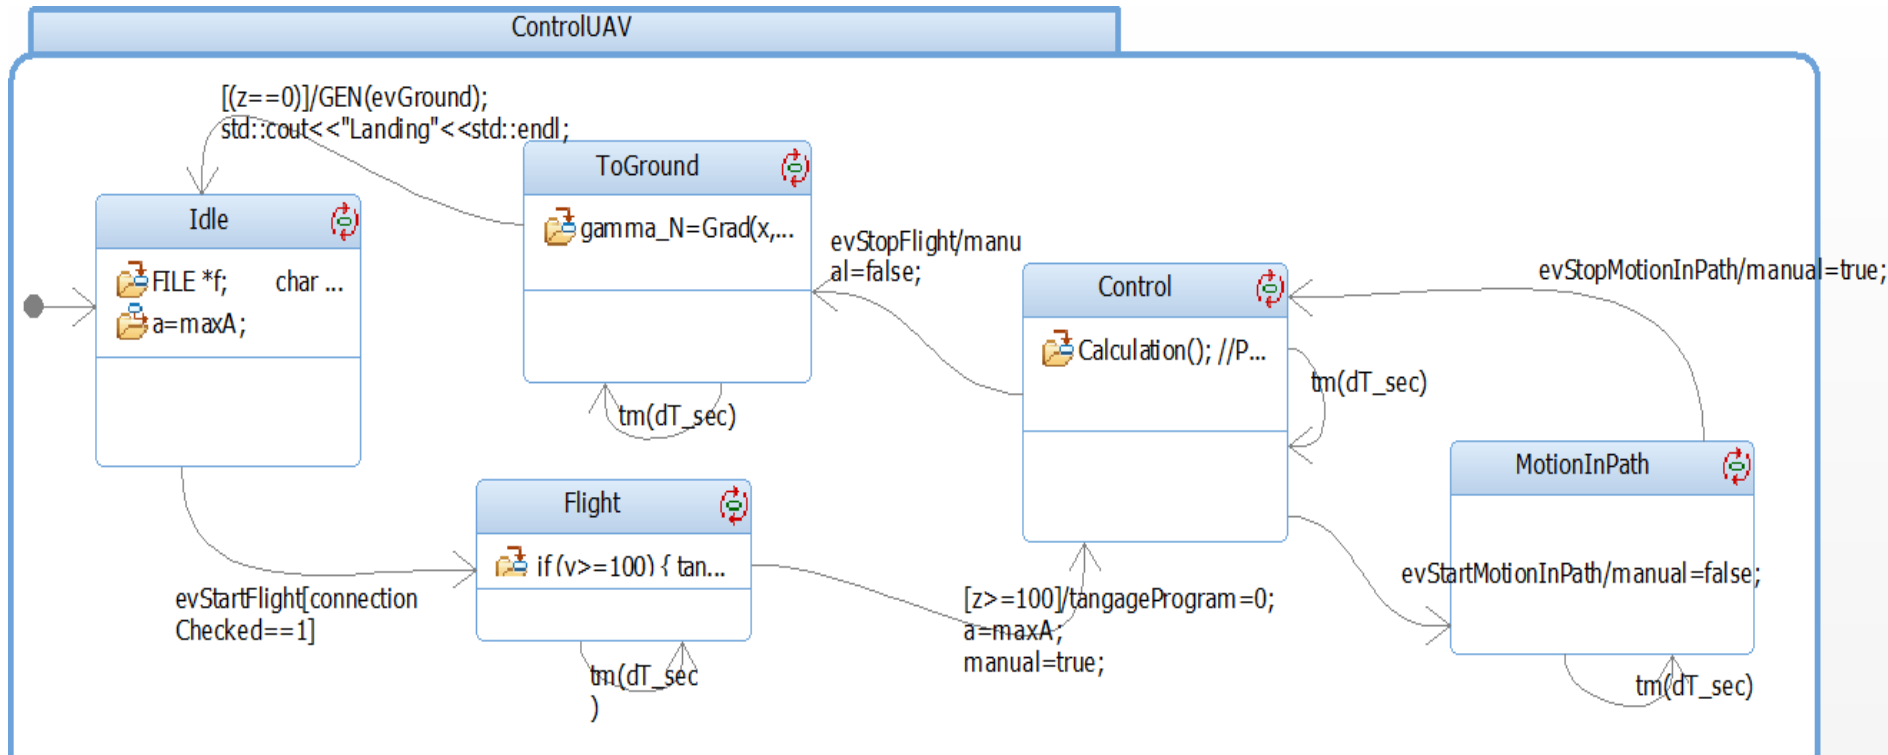 ControlUAV
[(z==0)]/GEN(evGround);
std::cout<<"Landing"<<std::endl;
ToGround
gamma_N=Grad(x,...
Idle
FILE *f; char ...
a=maxA;
evStopFlight/manu
al=false;
Control
Calculation(); //P...
evStopMotionInPath/manual=true;
tm(dT_sec)
tm(dT_sec)
MotionInPath
Flight
if (v>=100) { tan...
evStartFlight[connection
Checked==1]
[z>=100]/tangageProgram=0;
a=maxA;
manual=true;
evStartMotionInPath/manual=false;
tm(dT_sec
)
tm(dT_sec)